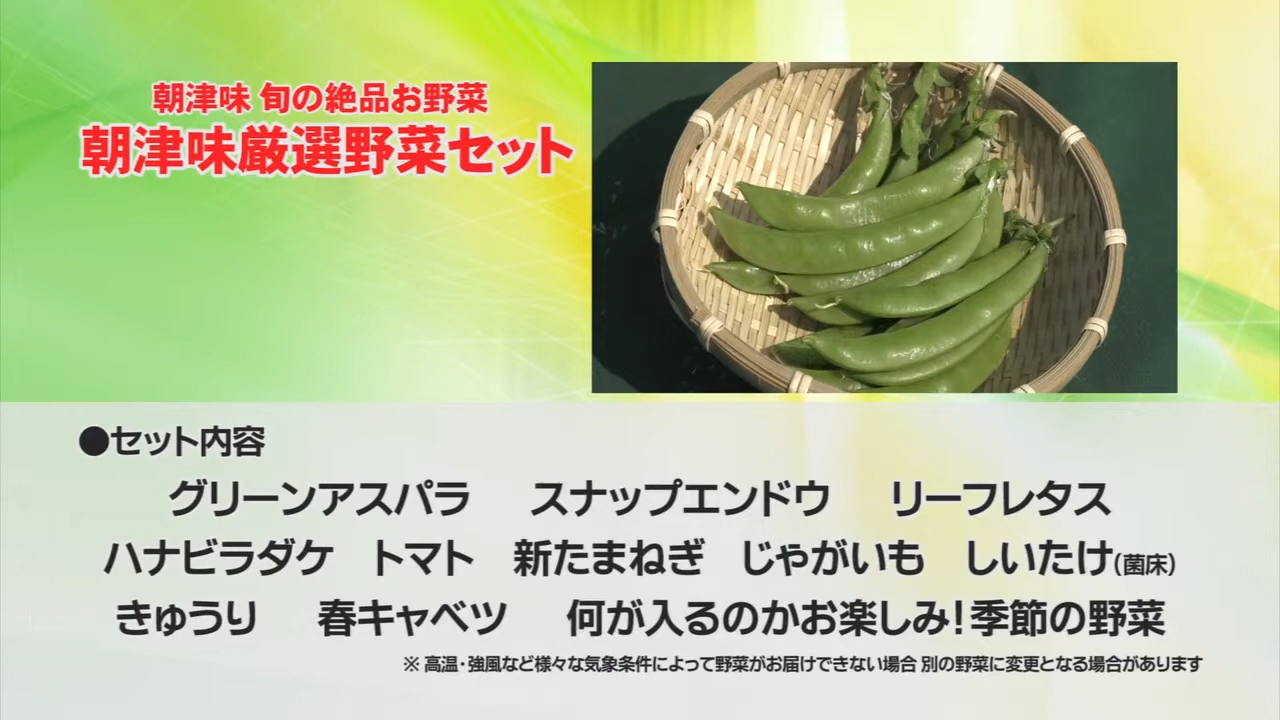 朝津味 旬の絶品お野菜
朝津味厳選野菜セット
●セット内容
グリーンアスパラ スナップエンドウ リーフレタス
ハナビラダケ トマト 新たまねぎ じゃがいも しいたけ(菌床)
きゅうり 春キャベツ 何が入るのかお楽しみ!季節の野菜
※ 高温・強風など様々な気象条件によって野菜がお届けできない場合 別の野菜に変更となる場合があります